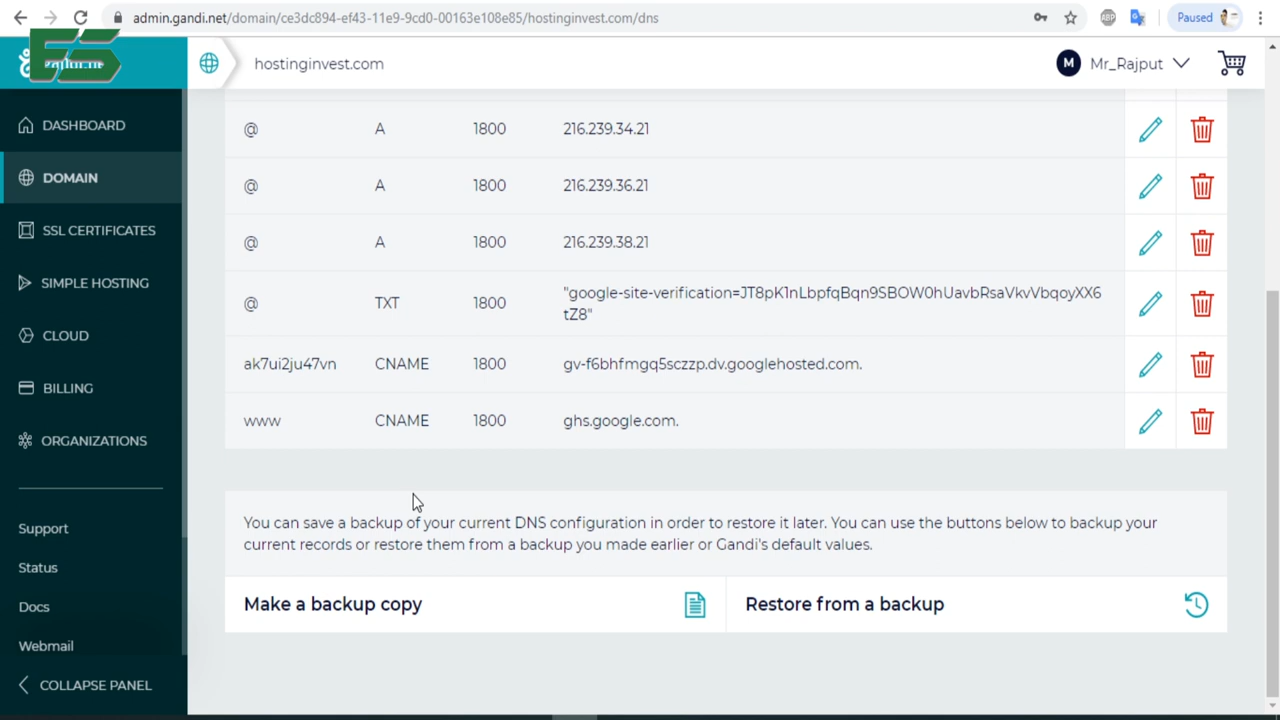 admin.gandi.net/domain/ce3dc894-ef43-11e9-9cd0-00163e108e85/hostinginvest.com/dns
ABP
Paused
ES
hostinginvest.com
M
Mr_Rajput
DASHBOARD
DOMAIN
SSL CERTIFICATES
SIMPLE HOSTING
CLOUD
BILLING
ORGANIZATIONS
Support
Status
Docs
Webmail
COLLAPSE PANEL
@ A 1800 216.239.34.21
@ A 1800 216.239.36.21
@ A 1800 216.239.38.21
@ TXT 1800 "google-site-verification=JT8pK1nLbpfqBqn9SBOW0hUavbRsaVkvVbqoyXX6
tZ8"
ak7ui2ju47vn CNAME 1800 gv-f6bhfmgq5sczzp.dv.googlehosted.com.
www CNAME 1800 ghs.google.com.
You can save a backup of your current DNS configuration in order to restore it later. You can use the buttons below to backup your
current records or restore them from a backup you made earlier or Gandi's default values.
Make a backup copy
Restore from a backup